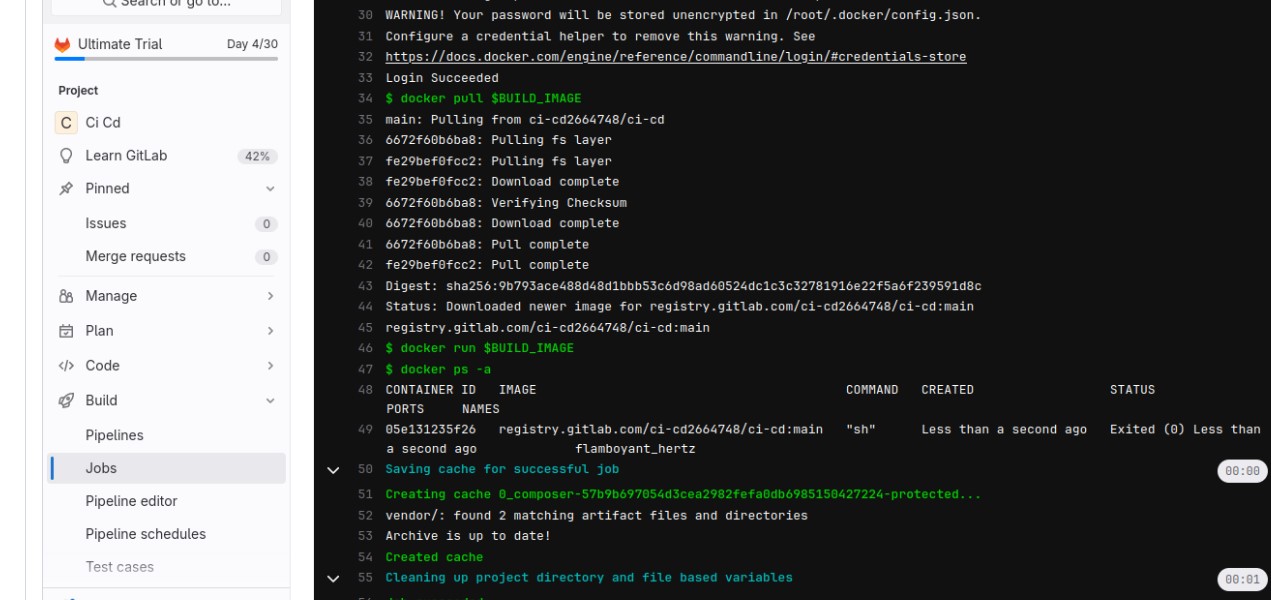 Search or go to...
Ultimate Trial Day 4/30
Project
C Ci Cd
Learn GitLab 42%
Pinned
Issues 0
Merge requests 0
Manage
Plan
Code
Build
Pipelines
Jobs
Pipeline editor
Pipeline schedules
Test cases
30 WARNING! Your password will be stored unencrypted in /root/.docker/config.json.
31 Configure a credential helper to remove this warning. See
32 https://docs.docker.com/engine/reference/commandline/login/#credentials-store
33 Login Succeeded
34 $ docker pull $BUILD_IMAGE
35 main: Pulling from ci-cd2664748/ci-cd
36 6672f60b6ba8: Pulling fs layer
37 fe29bef0fcc2: Pulling fs layer
38 fe29bef0fcc2: Download complete
39 6672f60b6ba8: Verifying Checksum
40 6672f60b6ba8: Download complete
41 6672f60b6ba8: Pull complete
42 fe29bef0fcc2: Pull complete
43 Digest: sha256:9b793ace488d48d1bbb53c6d98ad60524dc1c3c32781916e22f5a6f239591d8c
44 Status: Downloaded newer image for registry.gitlab.com/ci-cd2664748/ci-cd:main
45 registry.gitlab.com/ci-cd2664748/ci-cd:main
46 $ docker run $BUILD_IMAGE
47 $ docker ps -a
48 CONTAINER ID IMAGE COMMAND CREATED STATUS
PORTS NAMES
49 05e131235f26 registry.gitlab.com/ci-cd2664748/ci-cd:main "sh" Less than a second ago Exited (0) Less than
a second ago flamboyant_hertz
50 Saving cache for successful job 00:00
51 Creating cache 0_composer-57b9b697054d3cea2982fefa0db6985150427224-protected...
52 vendor/: found 2 matching artifact files and directories
53 Archive is up to date!
54 Created cache
55 Cleaning up project directory and file based variables 00:01